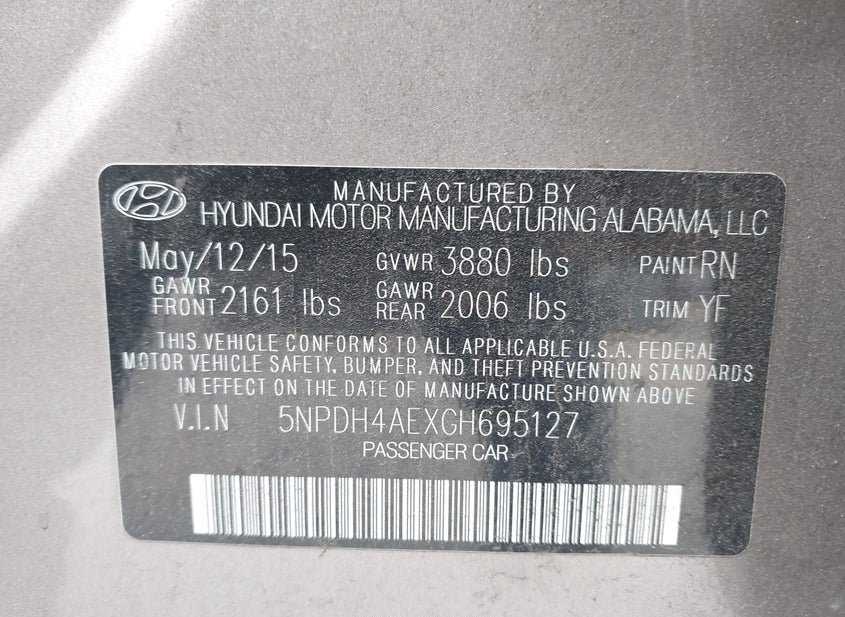 MANUFACTURED BY
HYUNDAI MOTOR MANUFACTURING ALABAMA, LLC
May/12/15 GVWR 3880 lbs PAINT RN
GAWR FRONT 2161 lbs GAWR REAR 2006 lbs TRIM YF
THIS VEHICLE CONFORMS TO ALL APPLICABLE U.S.A. FEDERAL
MOTOR VEHICLE SAFETY, BUMPER, AND THEFT PREVENTION STANDARDS
IN EFFECT ON THE DATE OF MANUFACTURE SHOWN ABOVE
V.I.N 5NPDH4AEXGH695127
PASSENGER CAR